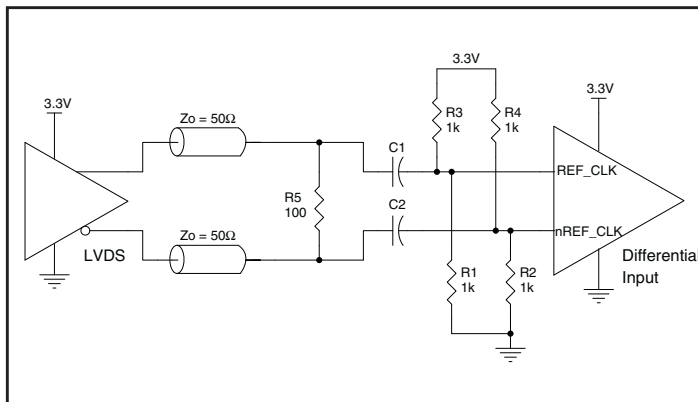 3.3V
3.3V
3.3V
Zo = 50Ω
R3
1k
R4
1k
C1
REF_CLK
R5
100
C2
nREF_CLK
LVDS
Zo = 50Ω
Differential
Input
R1
1k
R2
1k